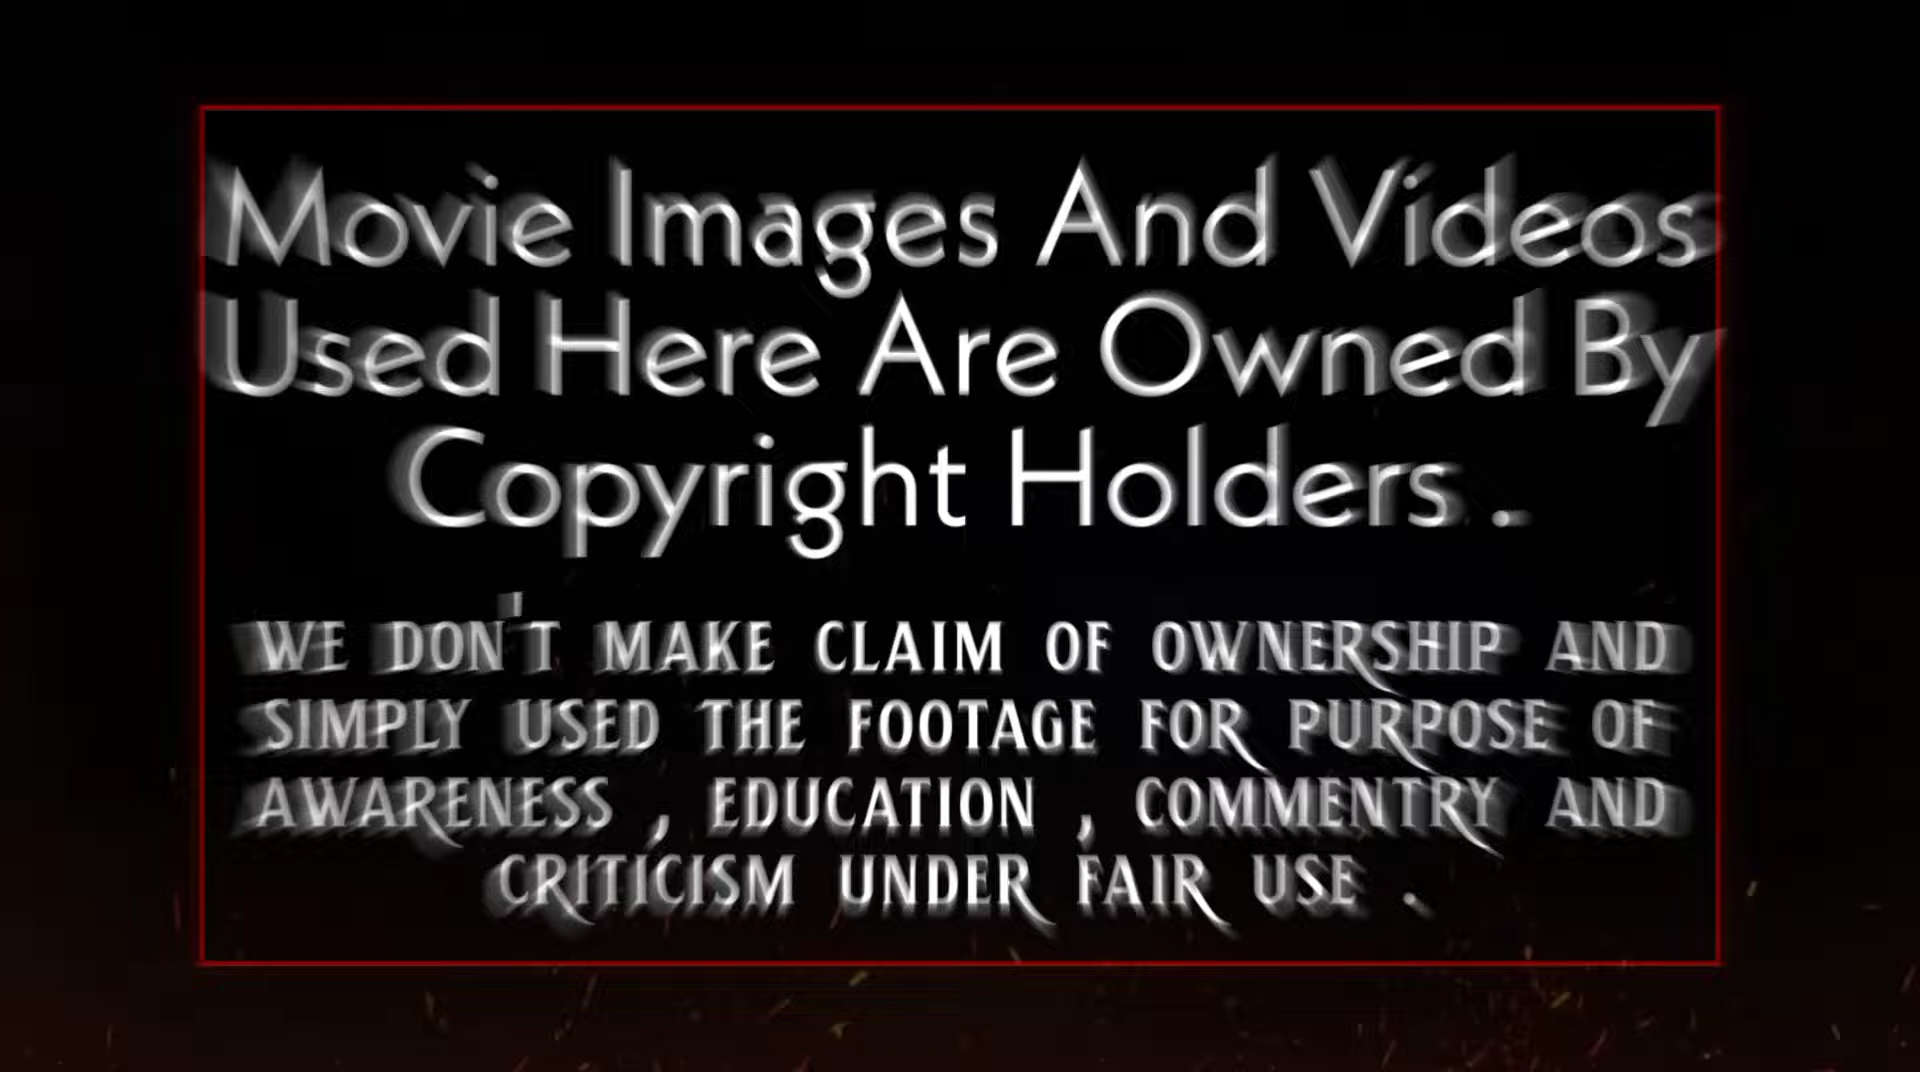 Movie Images And Videos
Used Here Are Owned By
Copyright Holders .
WE DON'T MAKE CLAIM OF OWNERSHIP AND
SIMPLY USED THE FOOTAGE FOR PURPOSE OF
AWARENESS , EDUCATION , COMMENTRY AND
CRITICISM UNDER FAIR USE .